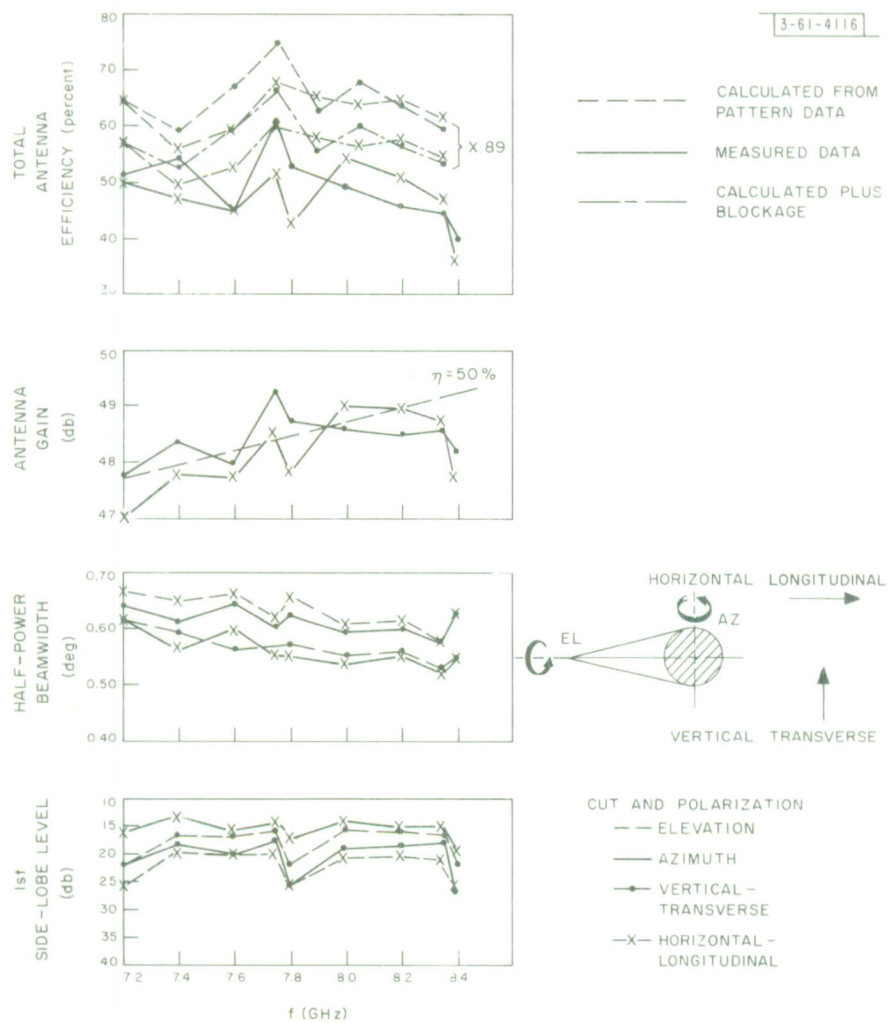 3-61-4116
TOTAL
ANTENNA
EFFICIENCY (percent)
80
70
60
50
40
X.89
CALCULATED FROM
PATTERN DATA
MEASURED DATA
CALCULATED PLUS
BLOCKAGE
ANTENNA
GAIN
(db)
50
49
48
47
η = 50 %
HALF-POWER
BEAMWIDTH
(deg)
0.70
0.60
0.50
0.40
HORIZONTAL LONGITUDINAL
AZ
EL
VERTICAL TRANSVERSE
1st
SIDE-LOBE LEVEL
(db)
10
15
20
25
30
35
40
7.2 7.4 7.6 7.8 8.0 8.2 8.4
f (GHz)
CUT AND POLARIZATION
ELEVATION
AZIMUTH
VERTICAL-
TRANSVERSE
—X— HORIZONTAL-
LONGITUDINAL